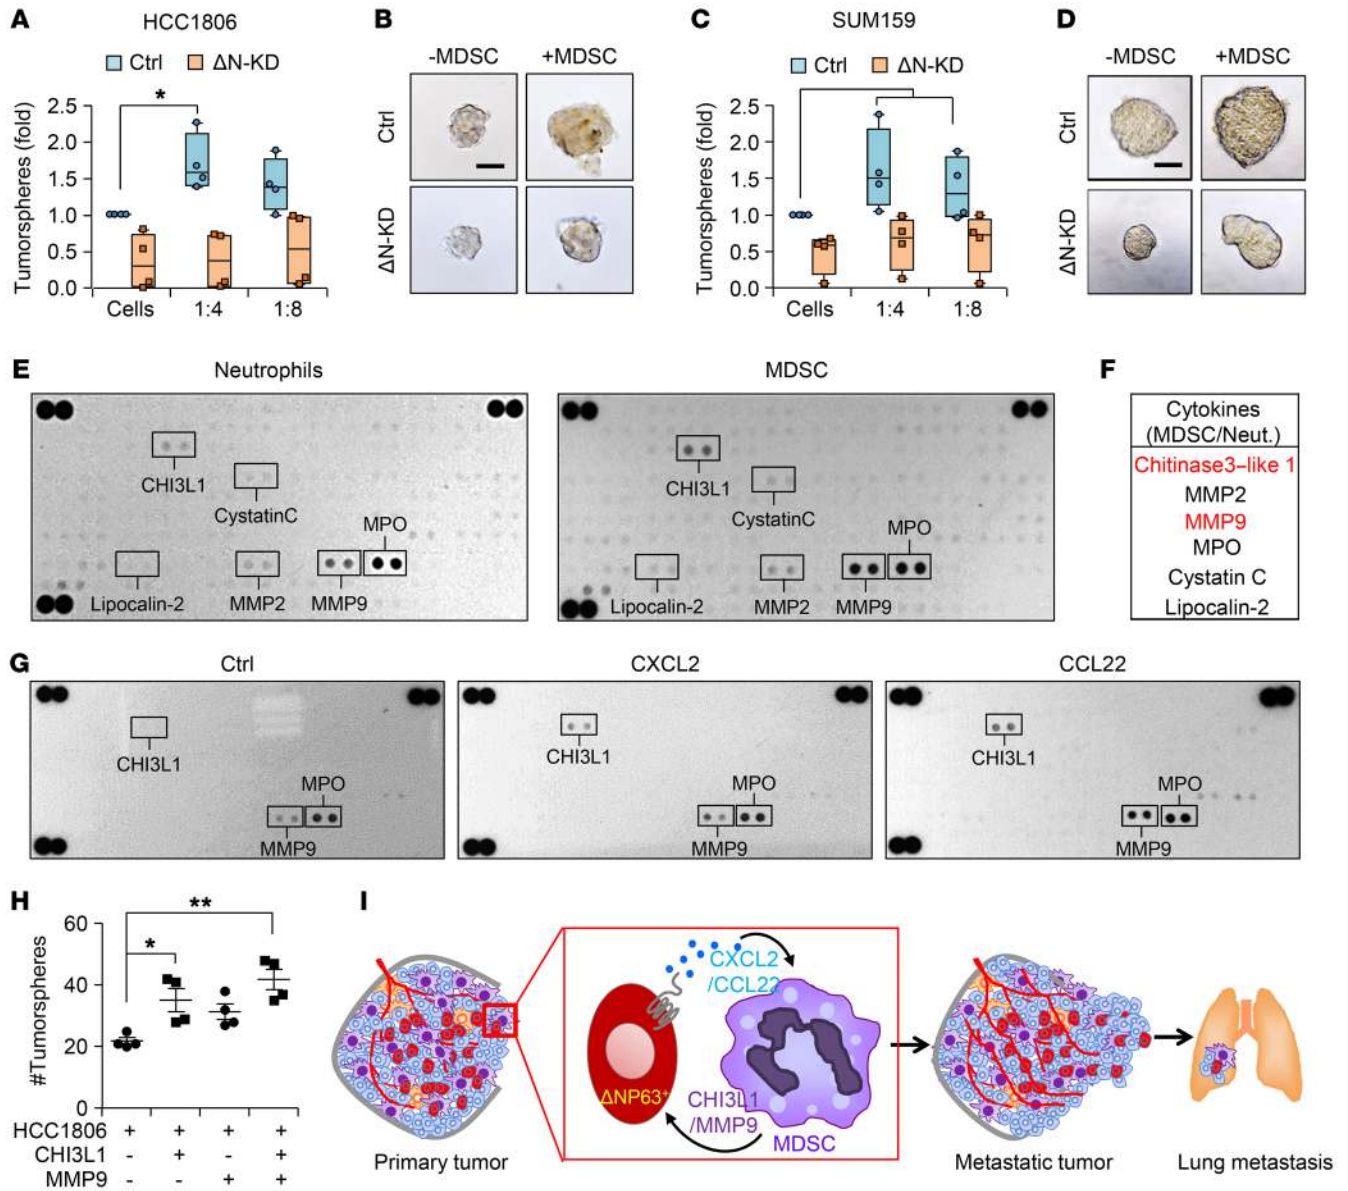 A
HCC1806
Ctrl ΔN-KD
*
Tumorspheres (fold)
2.5
2.0
1.5
1.0
0.5
0.0
Cells 1:4 1:8
B
-MDSC +MDSC
Ctrl
ΔN-KD
C
SUM159
Ctrl ΔN-KD
Tumorspheres (fold)
2.5
2.0
1.5
1.0
0.5
0.0
Cells 1:4 1:8
D
-MDSC +MDSC
Ctrl
ΔN-KD
E
Neutrophils
CHI3L1
CystatinC
MPO
Lipocalin-2 MMP2 MMP9
MDSC
CHI3L1
CystatinC
MPO
Lipocalin-2 MMP2 MMP9
F
Cytokines
(MDSC/Neut.)
Chitinase3–like 1
MMP2
MMP9
MPO
Cystatin C
Lipocalin-2
G
Ctrl
CHI3L1
MPO
MMP9
CXCL2
CHI3L1
MPO
MMP9
CCL22
CHI3L1
MPO
MMP9
H
**
*
#Tumorspheres
60
40
20
0
HCC1806 + + + +
CHI3L1 - + - +
MMP9 - - + +
I
CXCL2
/CCL22
ΔNP63+
CHI3L1
/MMP9
MDSC
Primary tumor
Metastatic tumor
Lung metastasis